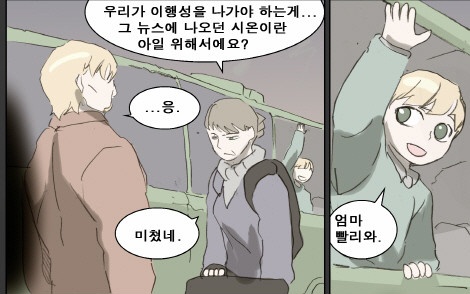 우리가 이행성을 나가야 하는게...
그 뉴스에 나오던 시온이란
아일 위해서에요?
...응.
미쳤네.
엄마
빨리와.